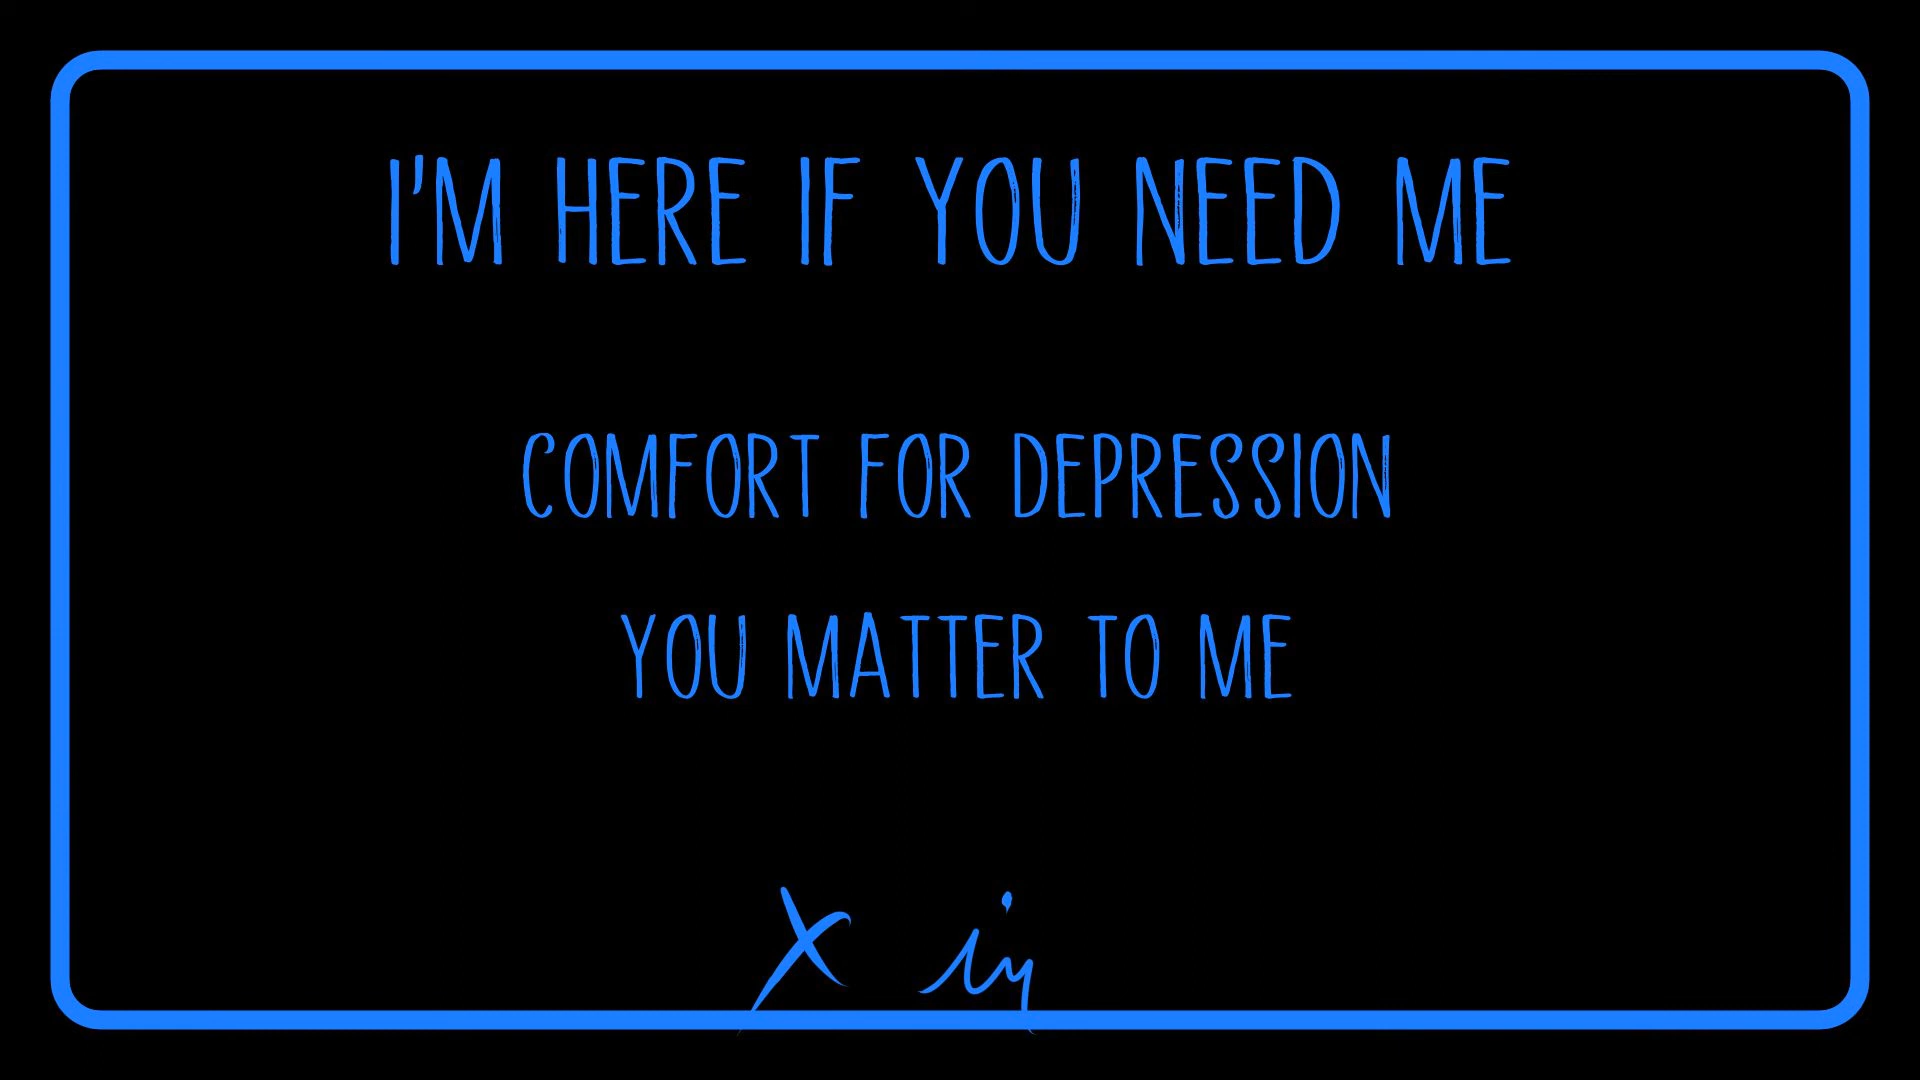 I'M HERE IF YOU NEED ME
COMFORT FOR DEPRESSION
YOU MATTER TO ME
X